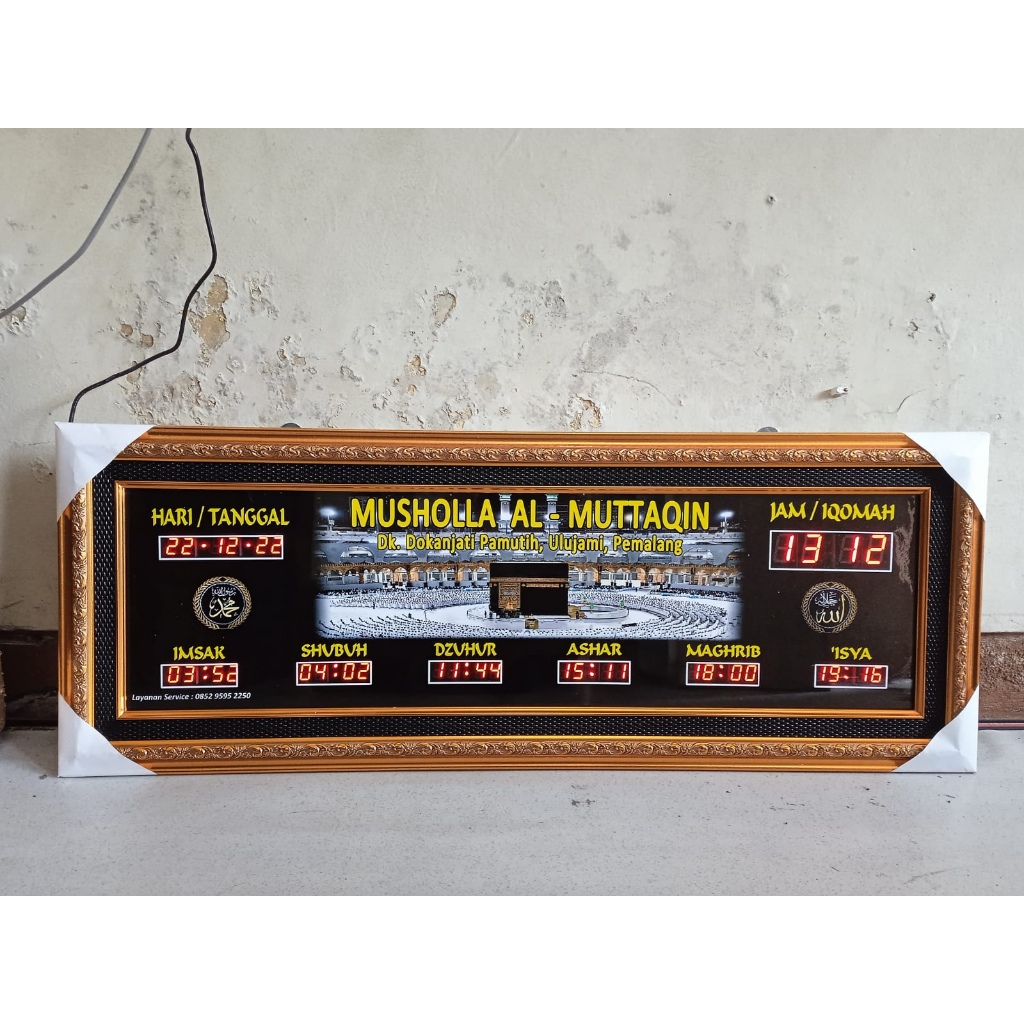 MUSHOLLA AL - MUTTAQIN
Dk. Dokanjati Pamutih, Ulujami, Pemalang
HARI / TANGGAL
22-12-22
JAM / IQOMAH
13 12
محمد
الله
IMSAK
03:52
SHUBUH
04:02
DZUHUR
11:44
ASHAR
15:11
MAGHRIB
18:00
'ISYA
19:16
Layanan Service : 0852 9595 2250